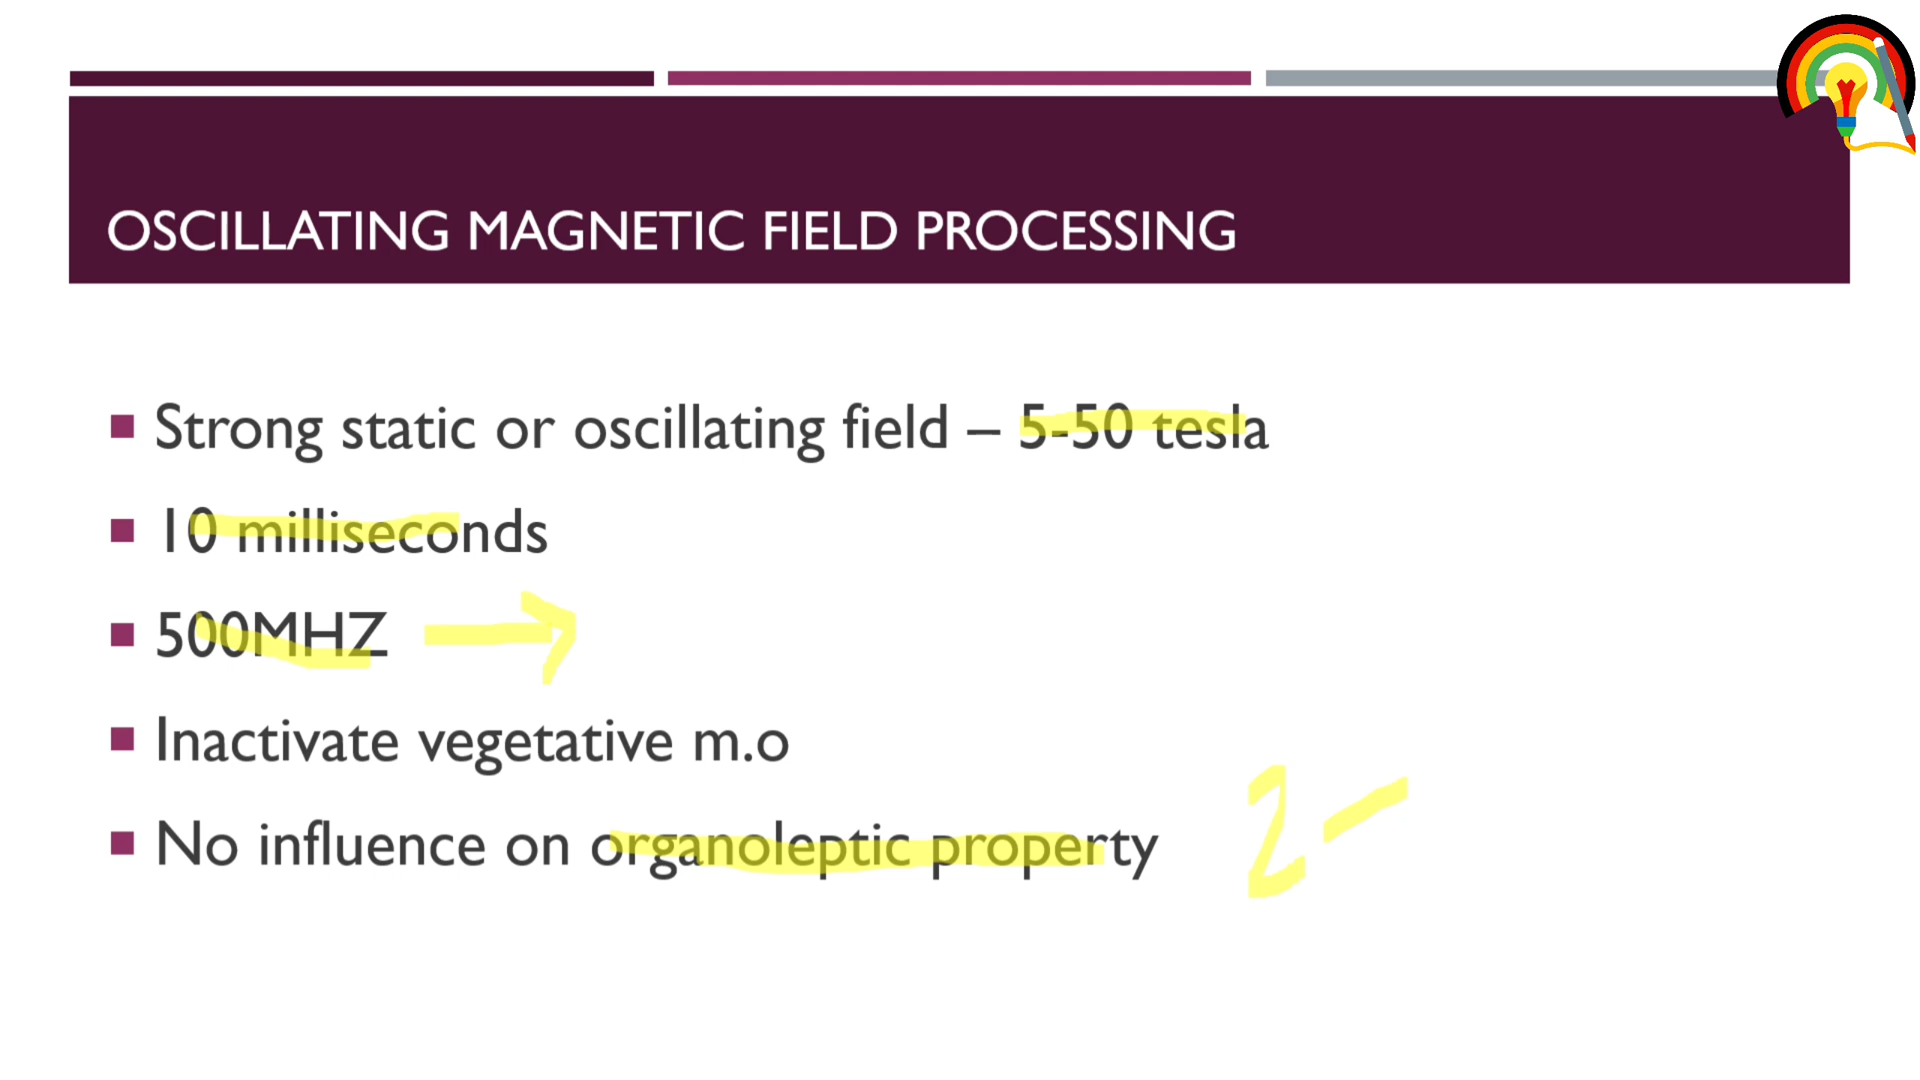 OSCILLATING MAGNETIC FIELD PROCESSING
Strong static or oscillating field – 5-50 tesla
10 milliseconds
500MHZ
Inactivate vegetative m.o
No influence on organoleptic property
2 -